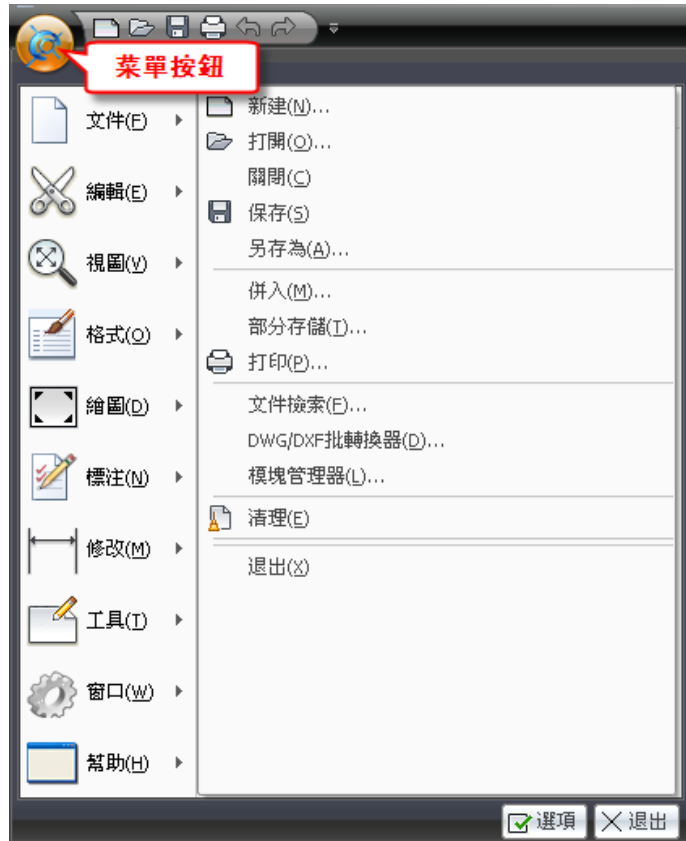 菜單按鈕
文件(F)
編輯(E)
視圖(V)
格式(O)
繪圖(D)
標注(N)
修改(M)
工具(T)
窗口(W)
幫助(H)
新建(N)...
打開(O)...
關閉(C)
保存(S)
另存為(A)...
併入(M)...
部分存儲(T)...
打印(P)...
文件檢索(F)...
DWG/DXF批轉換器(D)...
模塊管理器(L)...
清理(E)
退出(X)
選項
退出